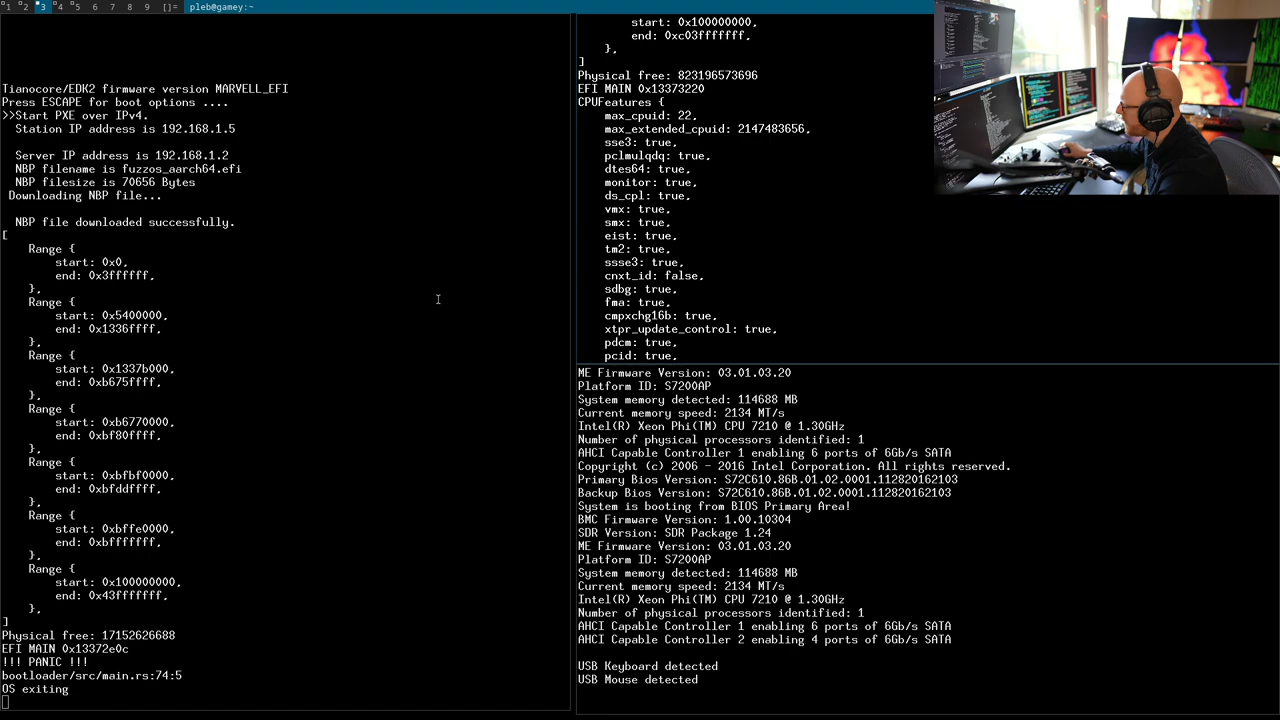 1 2 3 4 5 6 7 8 9 []= pleb@gamey:~
Tianocore/EDK2 firmware version MARVELL_EFI
Press ESCAPE for boot options ....
>>Start PXE over IPv4.
Station IP address is 192.168.1.5
Server IP address is 192.168.1.2
NBP filename is fuzzos_aarch64.efi
NBP filesize is 70656 Bytes
Downloading NBP file...
NBP file downloaded successfully.
[
Range {
start: 0x0,
end: 0x3ffffff,
},
Range {
start: 0x5400000,
end: 0x1336ffff,
},
Range {
start: 0x1337b000,
end: 0xb675ffff,
},
Range {
start: 0xb6770000,
end: 0xbf80ffff,
},
Range {
start: 0xbfbf0000,
end: 0xbfddffff,
},
Range {
start: 0xbffe0000,
end: 0xbfffffff,
},
Range {
start: 0x100000000,
end: 0x43fffffff,
},
]
Physical free: 17152626688
EFI MAIN 0x13372e0c
!!! PANIC !!!
bootloader/src/main.rs:74:5
OS exiting
start: 0x100000000,
end: 0xc03fffffff,
},
]
Physical free: 823196573696
EFI MAIN 0x13373220
CPUFeatures {
max_cpuid: 22,
max_extended_cpuid: 2147483656,
sse3: true,
pclmulqdq: true,
dtes64: true,
monitor: true,
ds_cpl: true,
vmx: true,
smx: true,
eist: true,
tm2: true,
ssse3: true,
cnxt_id: false,
sdbg: true,
fma: true,
cmpxchg16b: true,
xtpr_update_control: true,
pdcm: true,
pcid: true,
ME Firmware Version: 03.01.03.20
Platform ID: S7200AP
System memory detected: 114688 MB
Current memory speed: 2134 MT/s
Intel(R) Xeon Phi(TM) CPU 7210 @ 1.30GHz
Number of physical processors identified: 1
AHCI Capable Controller 1 enabling 6 ports of 6Gb/s SATA
Copyright (c) 2006 - 2016 Intel Corporation. All rights reserved.
Primary Bios Version: S72C610.86B.01.02.0001.112820162103
Backup Bios Version: S72C610.86B.01.02.0001.112820162103
System is booting from BIOS Primary Area!
BMC Firmware Version: 1.00.10304
SDR Version: SDR Package 1.24
ME Firmware Version: 03.01.03.20
Platform ID: S7200AP
System memory detected: 114688 MB
Current memory speed: 2134 MT/s
Intel(R) Xeon Phi(TM) CPU 7210 @ 1.30GHz
Number of physical processors identified: 1
AHCI Capable Controller 1 enabling 6 ports of 6Gb/s SATA
AHCI Capable Controller 2 enabling 4 ports of 6Gb/s SATA
USB Keyboard detected
USB Mouse detected